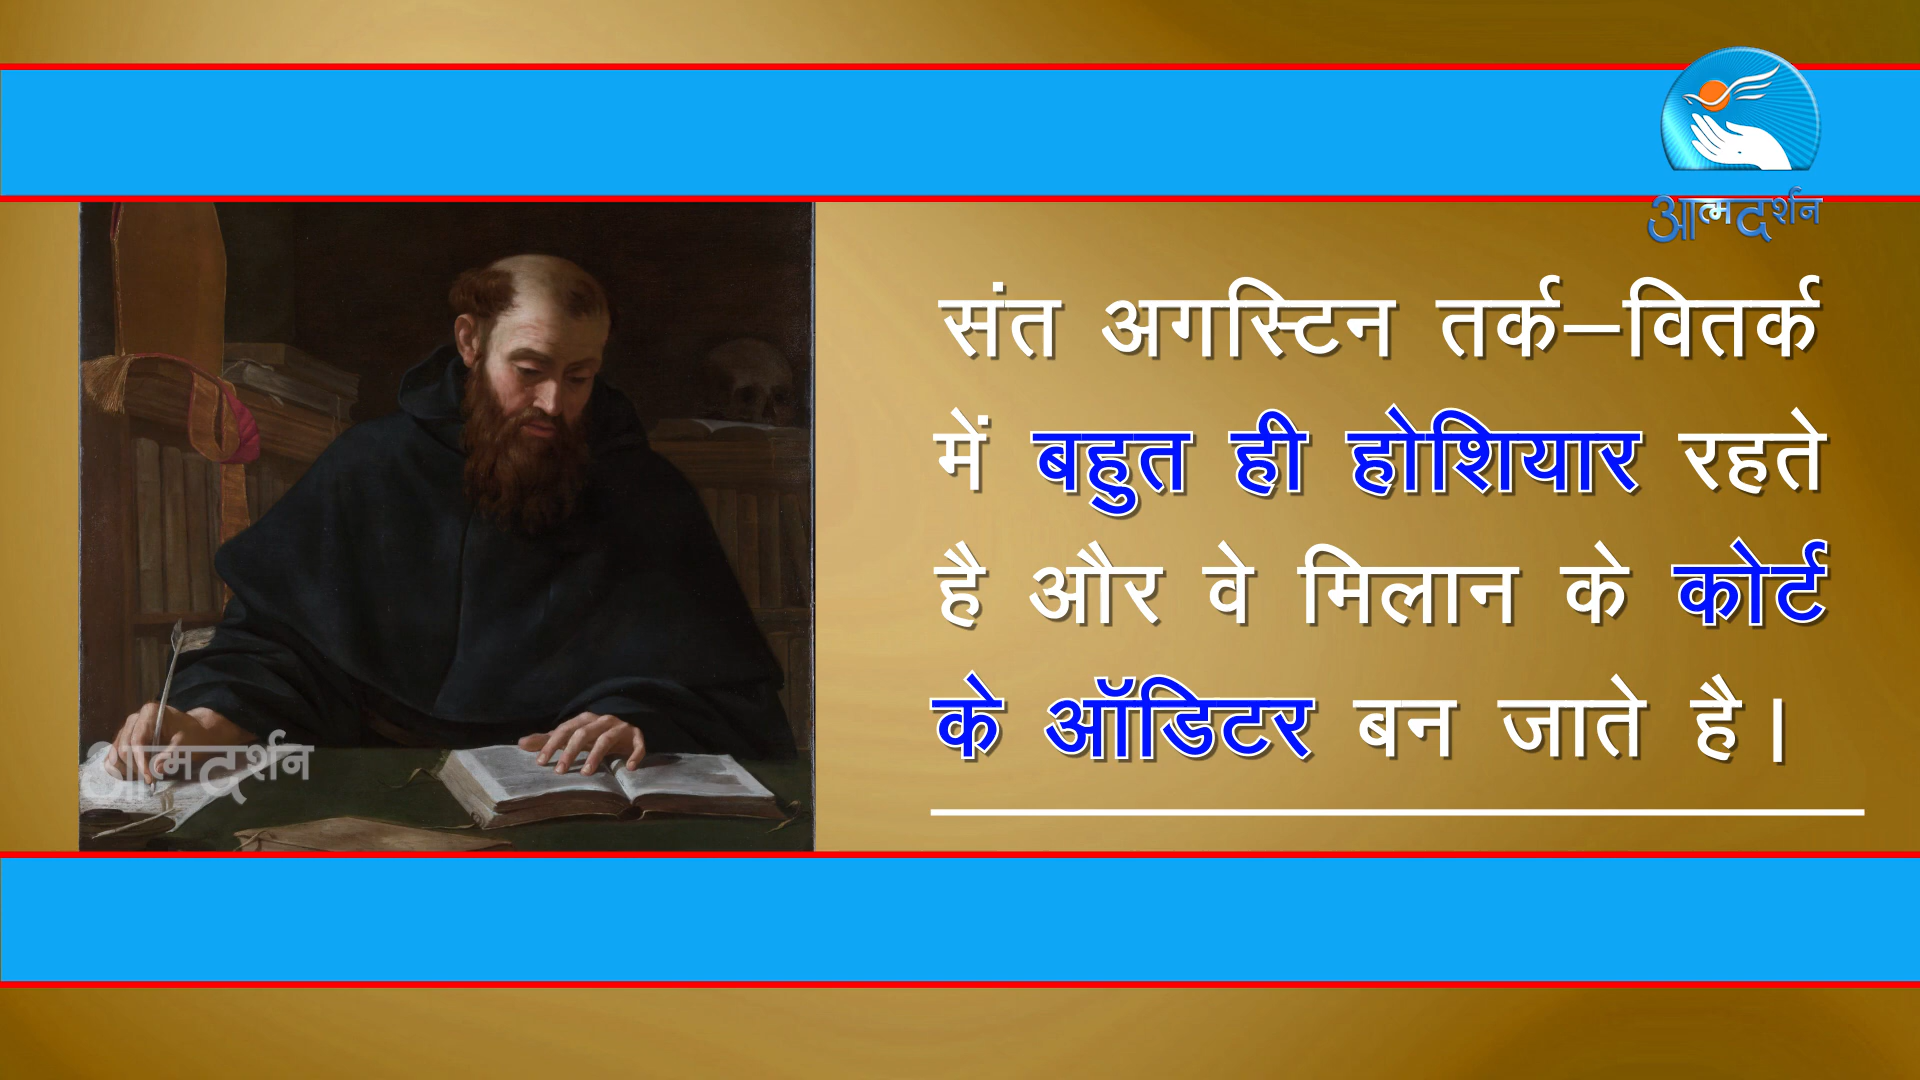 आत्मदर्शन
संत अगस्टिन तर्क–वितर्क
में बहुत ही होशियार रहते
है और वे मिलान के कोर्ट
के ऑडिटर बन जाते है।
आत्मदर्शन